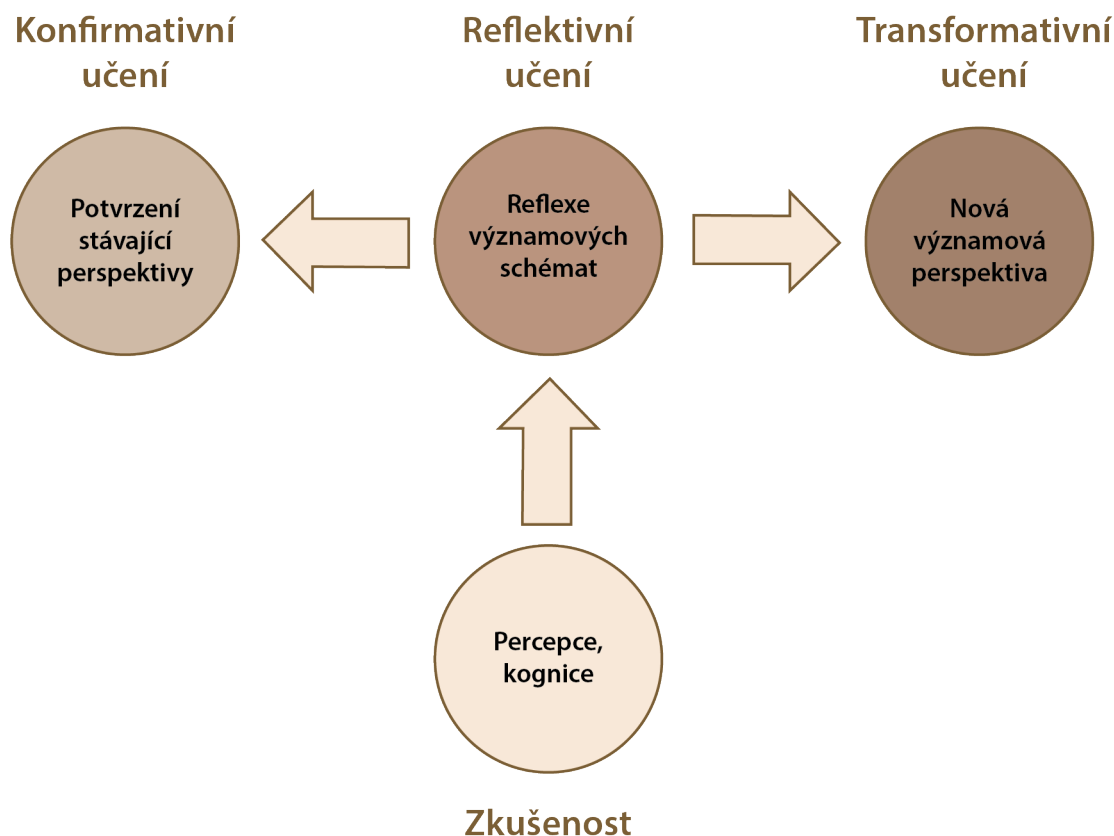 Konfirmativní
učení
Reflektivní
učení
Transformativní
učení
Potvrzení
stávající
perspektivy
Reflexe
významových
schémat
Nová
významová
perspektiva
Percepce,
kognice
Zkušenost